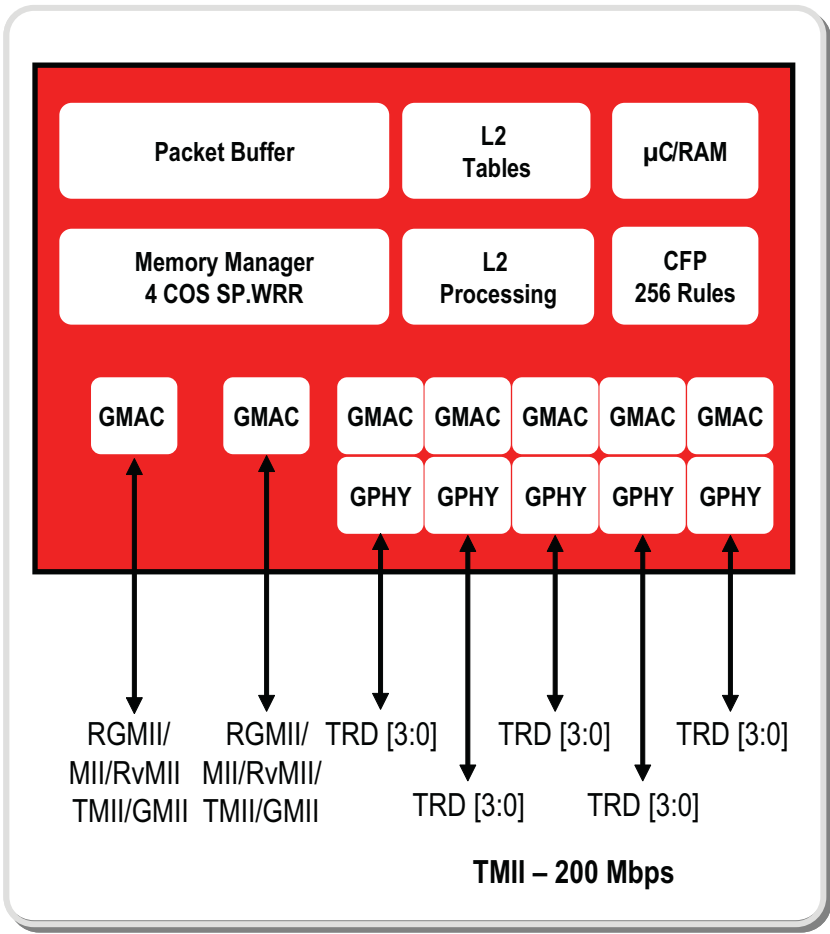 Packet Buffer
L2
Tables
µC/RAM
Memory Manager
4 COS SP.WRR
L2
Processing
CFP
256 Rules
GMAC
GMAC
GMAC
GMAC
GMAC
GMAC
GMAC
GPHY
GPHY
GPHY
GPHY
GPHY
RGMII/
MII/RvMII
TMII/GMII
RGMII/
MII/RvMII/
TMII/GMII
TRD [3:0]
TRD [3:0]
TRD [3:0]
TRD [3:0]
TRD [3:0]
TMII – 200 Mbps